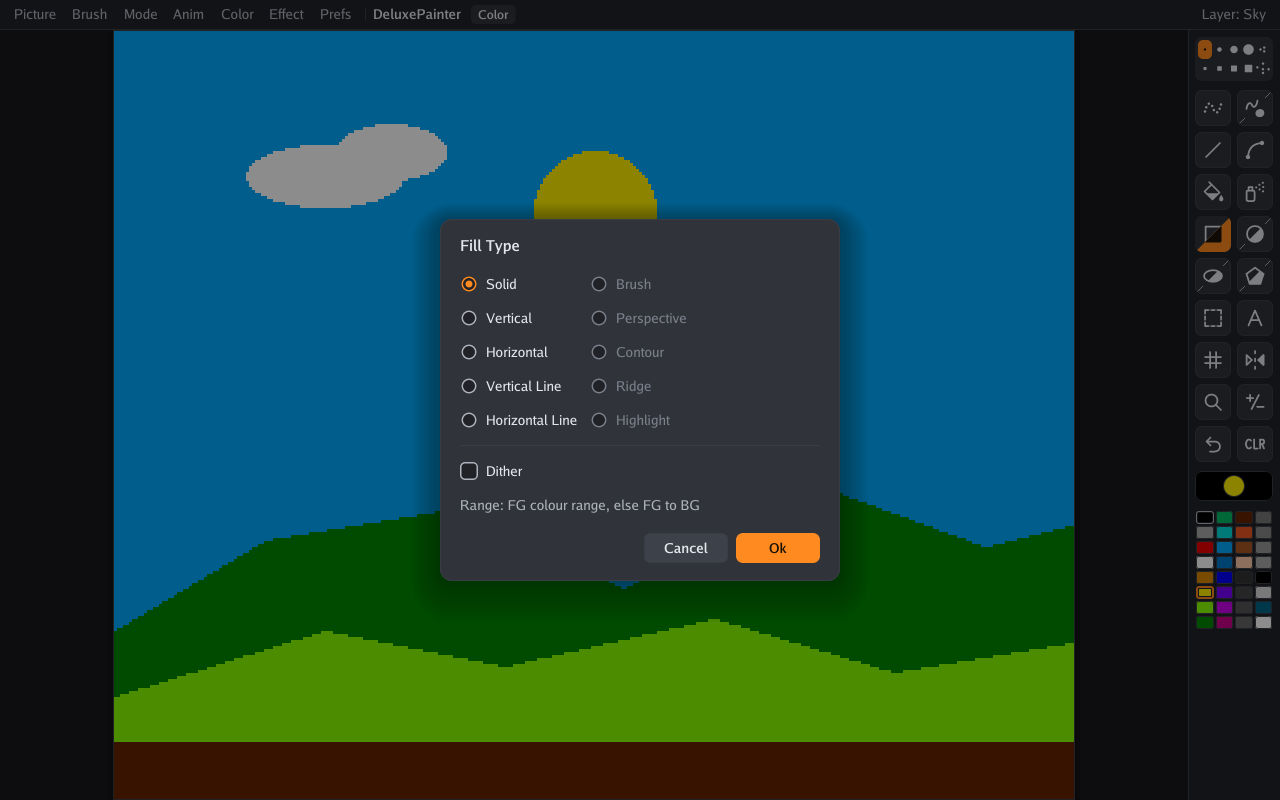 Picture Brush Mode Anim Color Effect Prefs DeluxePainter Color Layer: Sky
Fill Type
Solid Brush
Vertical Perspective
Horizontal Contour
Vertical Line Ridge
Horizontal Line Highlight
Dither
Range: FG colour range, else FG to BG
Cancel Ok
CLR